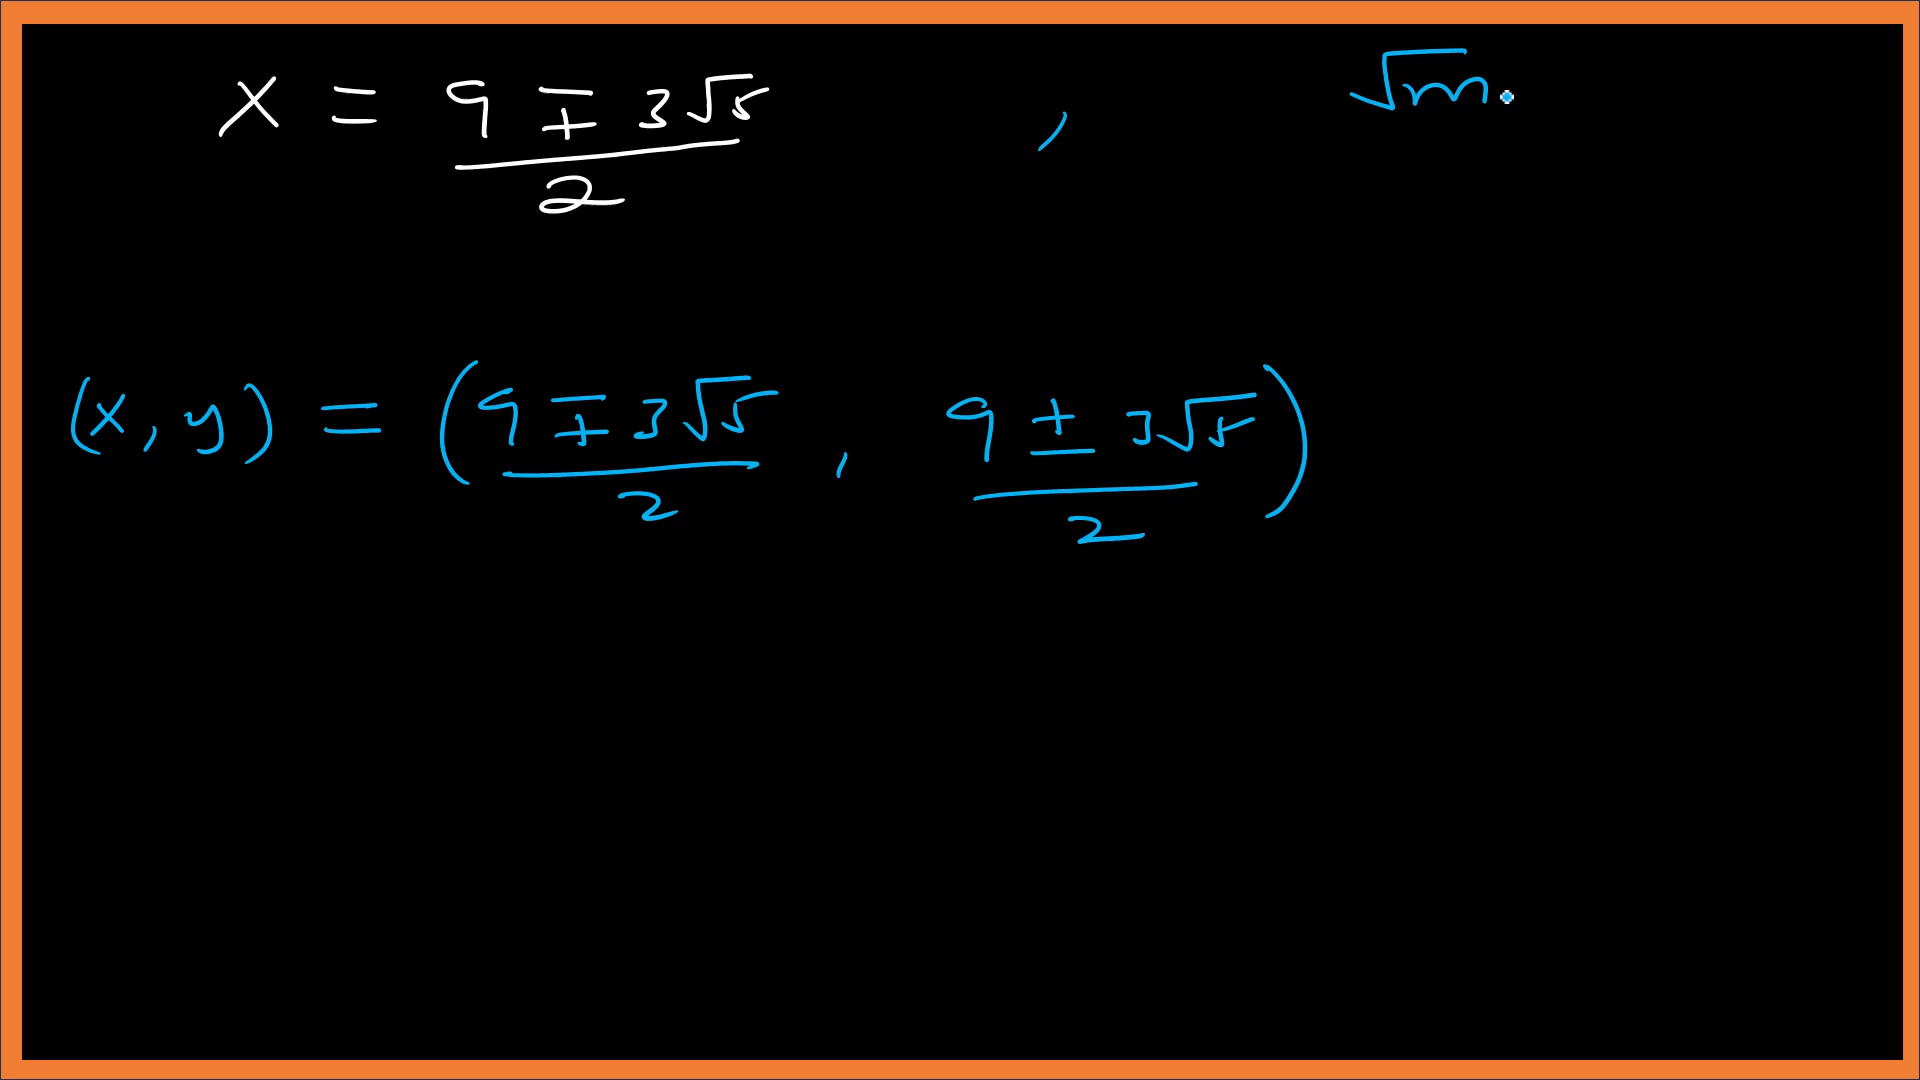 x = (9 ∓ 3√5)/2 , √m
(x, y) = ((9 ∓ 3√5)/2 , (9 ± 3√5)/2)